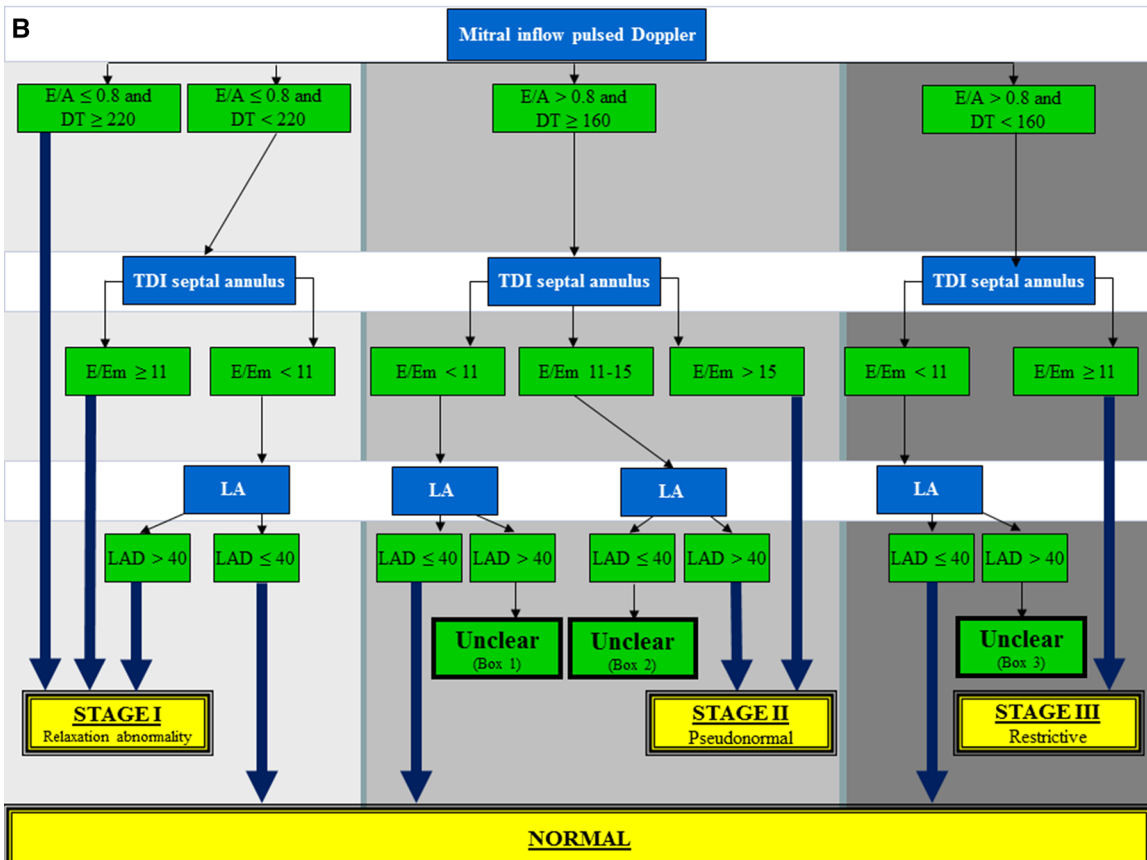 B
Mitral inflow pulsed Doppler
E/A ≤ 0.8 and
DT ≥ 220
E/A ≤ 0.8 and
DT < 220
E/A > 0.8 and
DT ≥ 160
E/A > 0.8 and
DT < 160
TDI septal annulus
TDI septal annulus
TDI septal annulus
E/Em ≥ 11
E/Em < 11
E/Em < 11
E/Em 11-15
E/Em > 15
E/Em < 11
E/Em ≥ 11
LA
LA
LA
LA
LAD > 40
LAD ≤ 40
LAD ≤ 40
LAD > 40
LAD ≤ 40
LAD > 40
LAD ≤ 40
LAD > 40
Unclear
(Box 1)
Unclear
(Box 2)
Unclear
(Box 3)
STAGE I
Relaxation abnormality
STAGE II
Pseudonormal
STAGE III
Restrictive
NORMAL